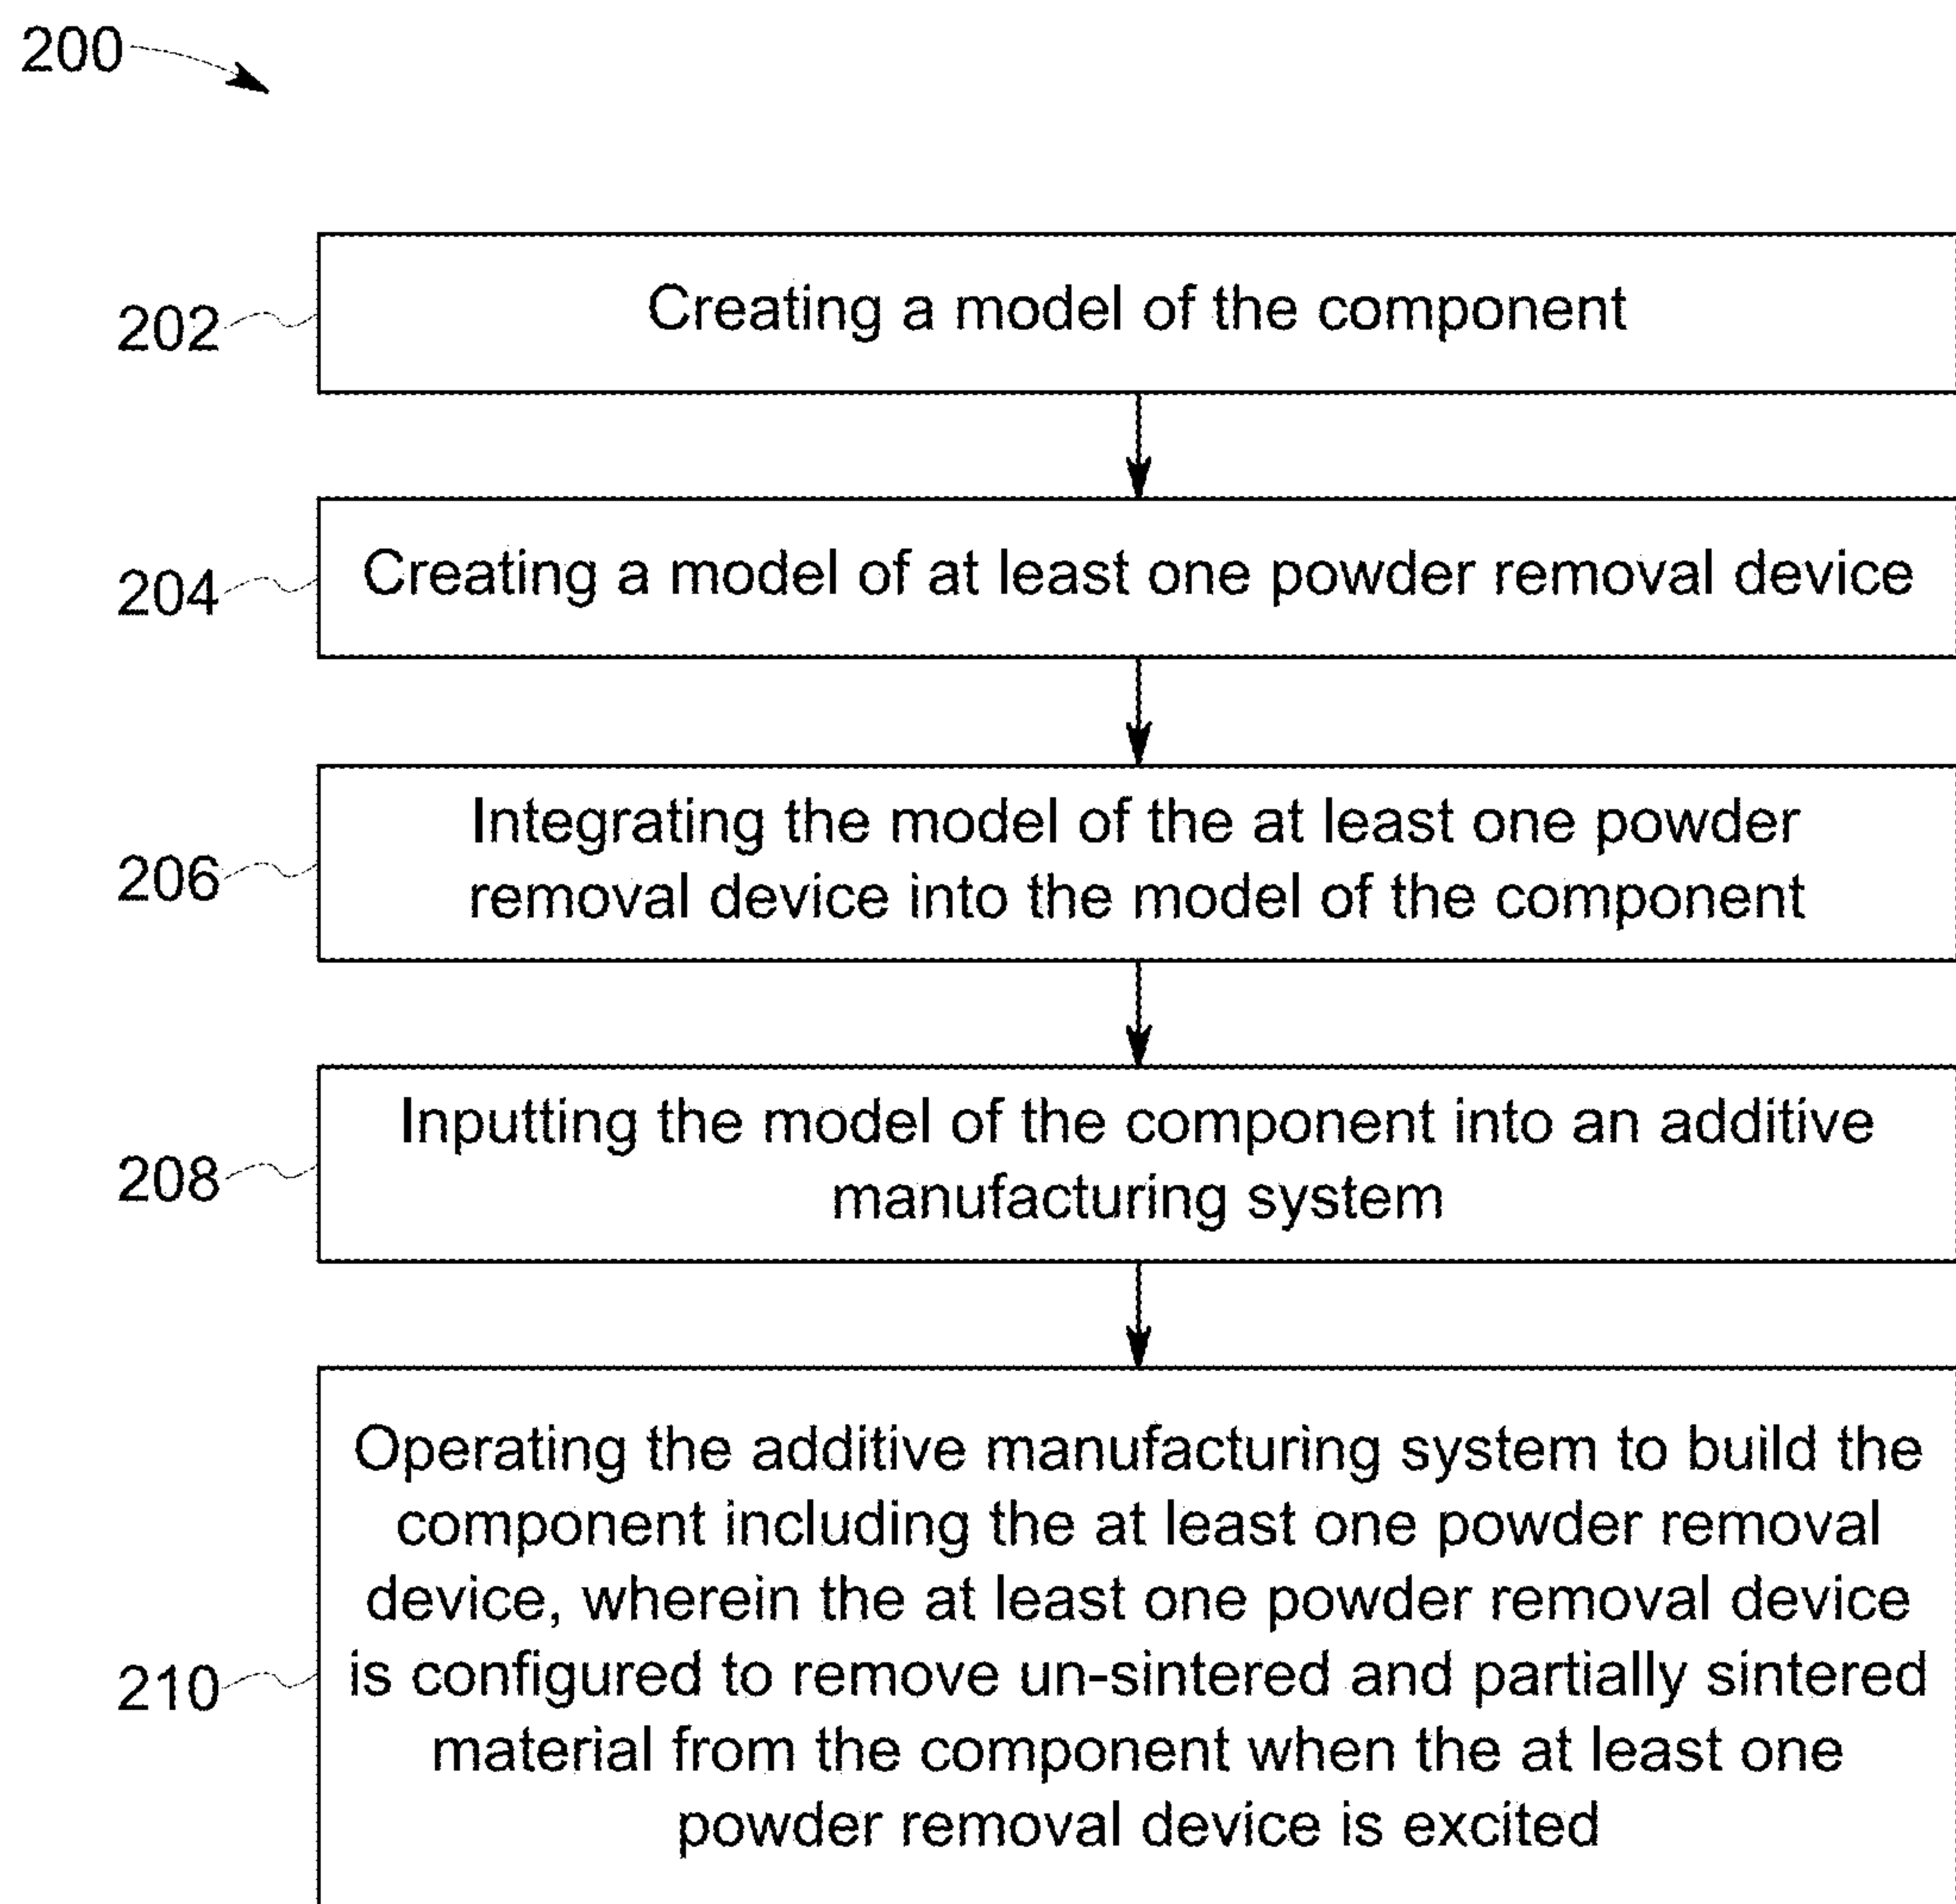 200
202
Creating a model of the component
204
Creating a model of at least one powder removal device
206
Integrating the model of the at least one powder
removal device into the model of the component
208
Inputting the model of the component into an additive
manufacturing system
210
Operating the additive manufacturing system to build the
component including the at least one powder removal
device, wherein the at least one powder removal device
is configured to remove un-sintered and partially sintered
material from the component when the at least one
powder removal device is excited